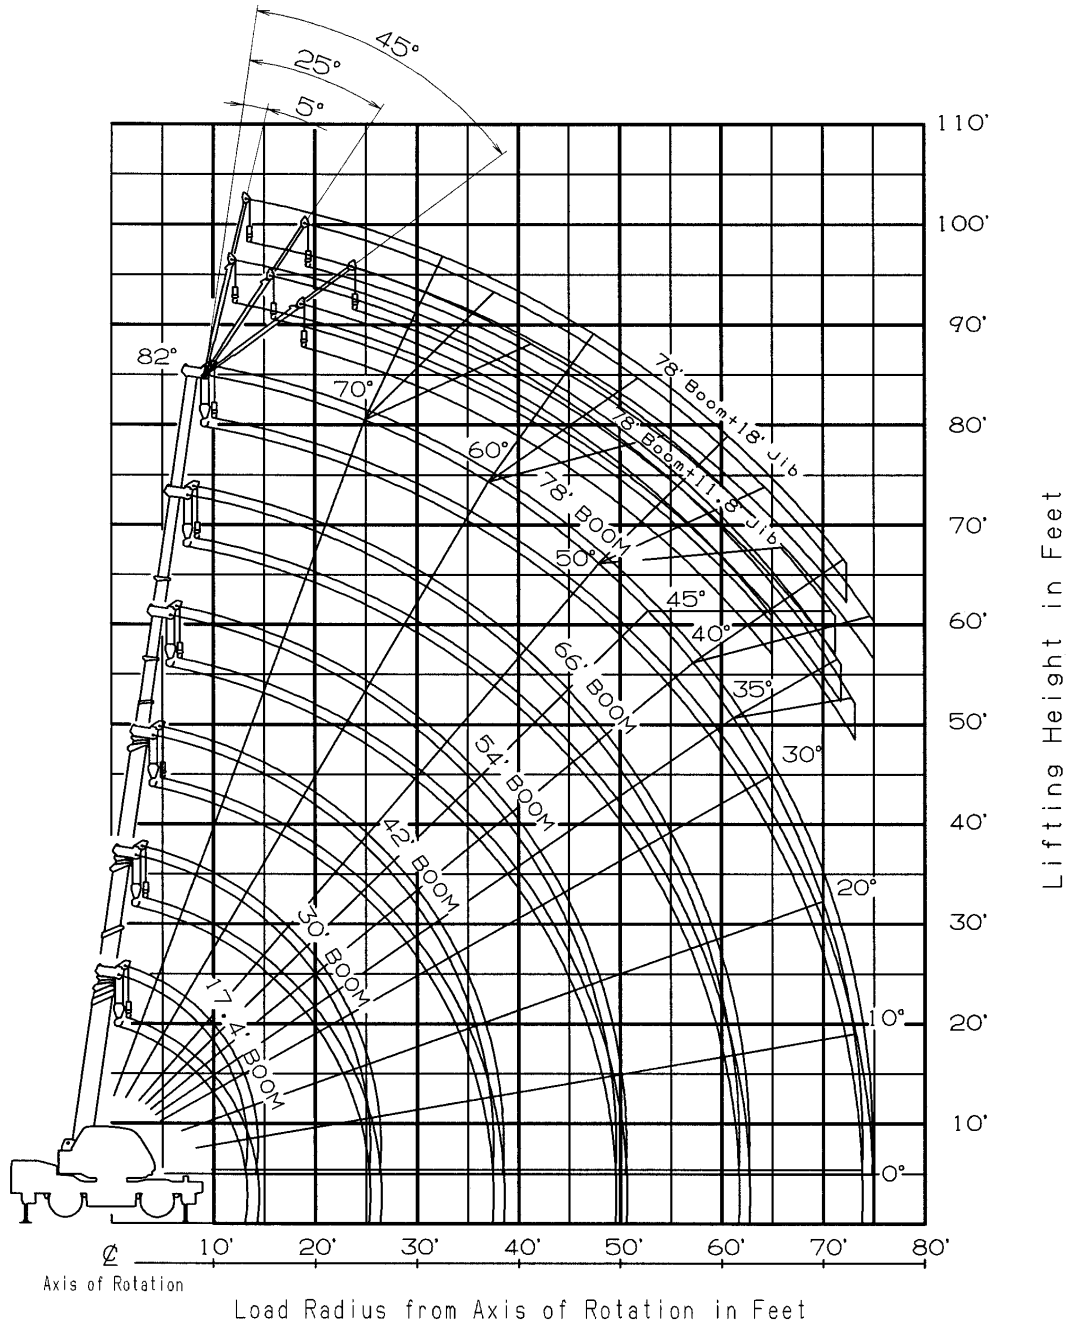 45°
25°
5°
110'
100'
90'
82°
70°
78' Boom+18' Jib
80'
60°
78' Boom+11.8 Jib
78' BOOM
70'
50°
45°
60'
40°
66' BOOM
35°
50'
54' BOOM
30°
40'
42' BOOM
20°
30'
30' BOOM
17.4' BOOM
10°
20'
10'
0°
℄
10' 20' 30' 40' 50' 60' 70' 80'
Axis of Rotation
Load Radius from Axis of Rotation in Feet
Lifting Height in Feet